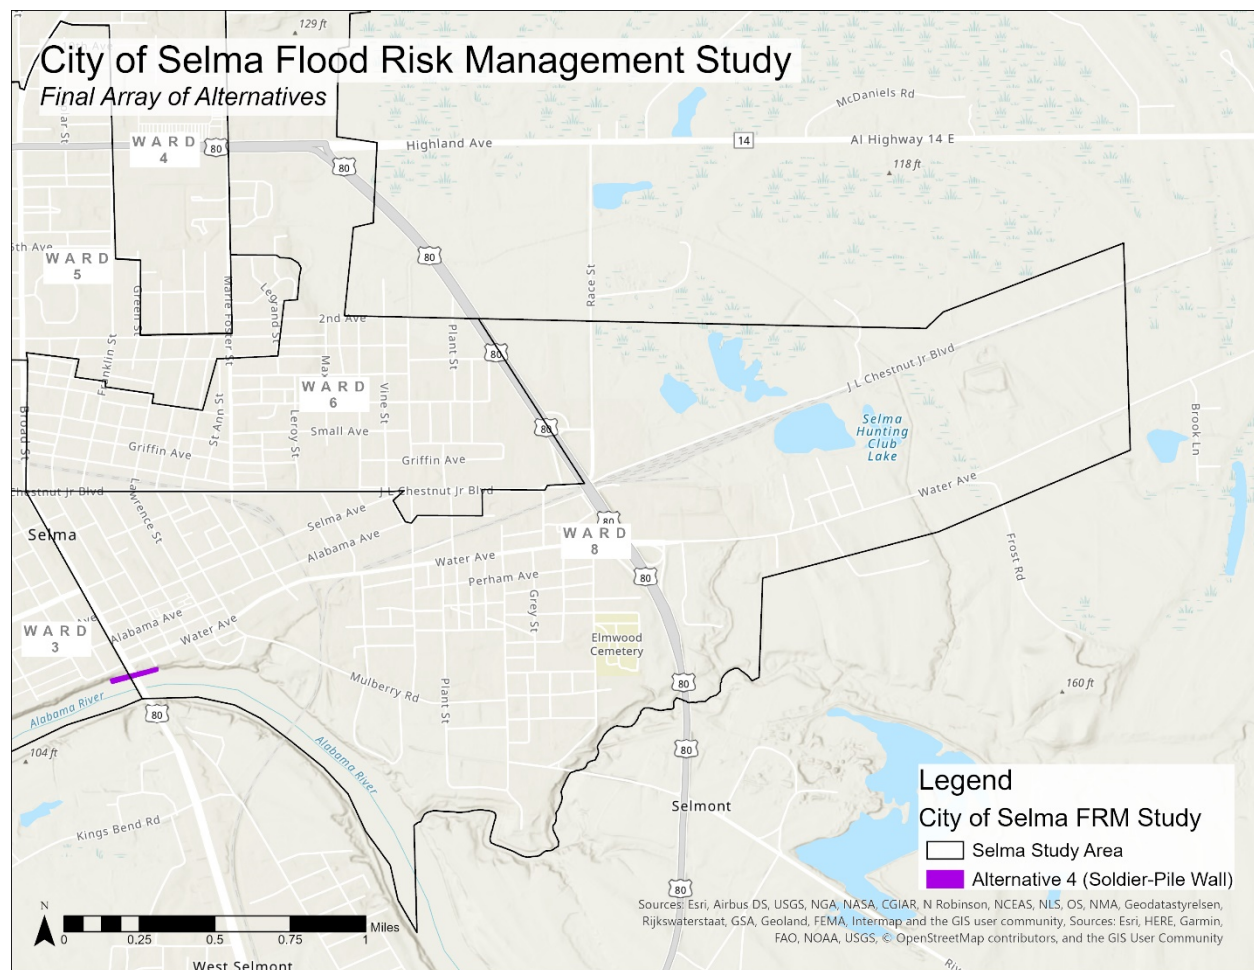 129 ft
City of Selma Flood Risk Management Study
Final Array of Alternatives
McDaniels Rd
WARD
4
80
Highland Ave
14
Al Highway 14 E
80
118 ft
5th Ave
WARD
5
80
Green St
Marie Foster St
Legrand St
Race St
2nd Ave
Plant St
Franklin St
80
J L Chestnut Jr Blvd
WARD
6
Vine St
Broad St
St Ann St
Leroy St
Small Ave
80
Selma
Hunting
Club
Lake
Brook Ln
Griffin Ave
Griffin Ave
Chestnut Jr Blvd
J L Chestnut Jr Blvd
Water Ave
Lawrence St
Selma Ave
80
Selma
Alabama Ave
WARD
8
Water Ave
Frost Rd
Perham Ave
80
Grey St
Alabama Ave
Water Ave
WARD
3
Elmwood
Cemetery
Mulberry Rd
Plant St
80
160 ft
Alabama River
80
Alabama River
80
104 ft
Selmont
Kings Bend Rd
Legend
City of Selma FRM Study
Selma Study Area
Alternative 4 (Soldier-Pile Wall)
80
Sources: Esri, Airbus DS, USGS, NGA, NASA, CGIAR, N Robinson, NCEAS, NLS, OS, NMA, Geodatastyrelsen,
Rijkswaterstaat, GSA, Geoland, FEMA, Intermap and the GIS user community, Sources: Esri, HERE, Garmin,
FAO, NOAA, USGS, © OpenStreetMap contributors, and the GIS User Community
N
Miles
0 0.25 0.5 0.75 1
West Selmont